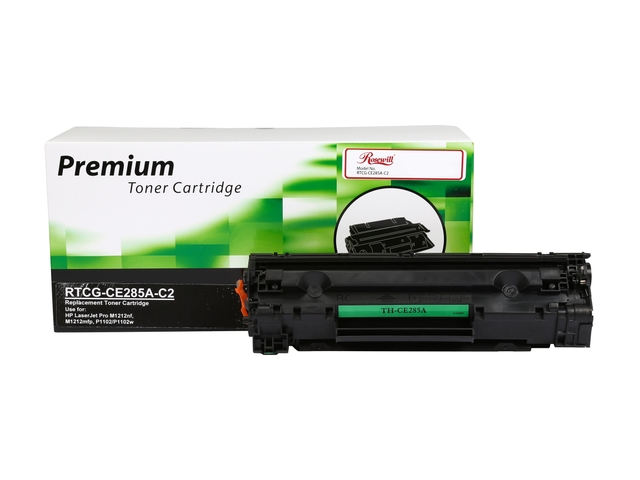 Premium
Toner Cartridge
Rosewill
Model No.
RTCG-CE285A-C2
RTCG-CE285A-C2
Replacement Toner Cartridge
Use for:
HP LaserJet Pro M1212nf,
M1212mfp, P1102/P1102w
TH-CE285A